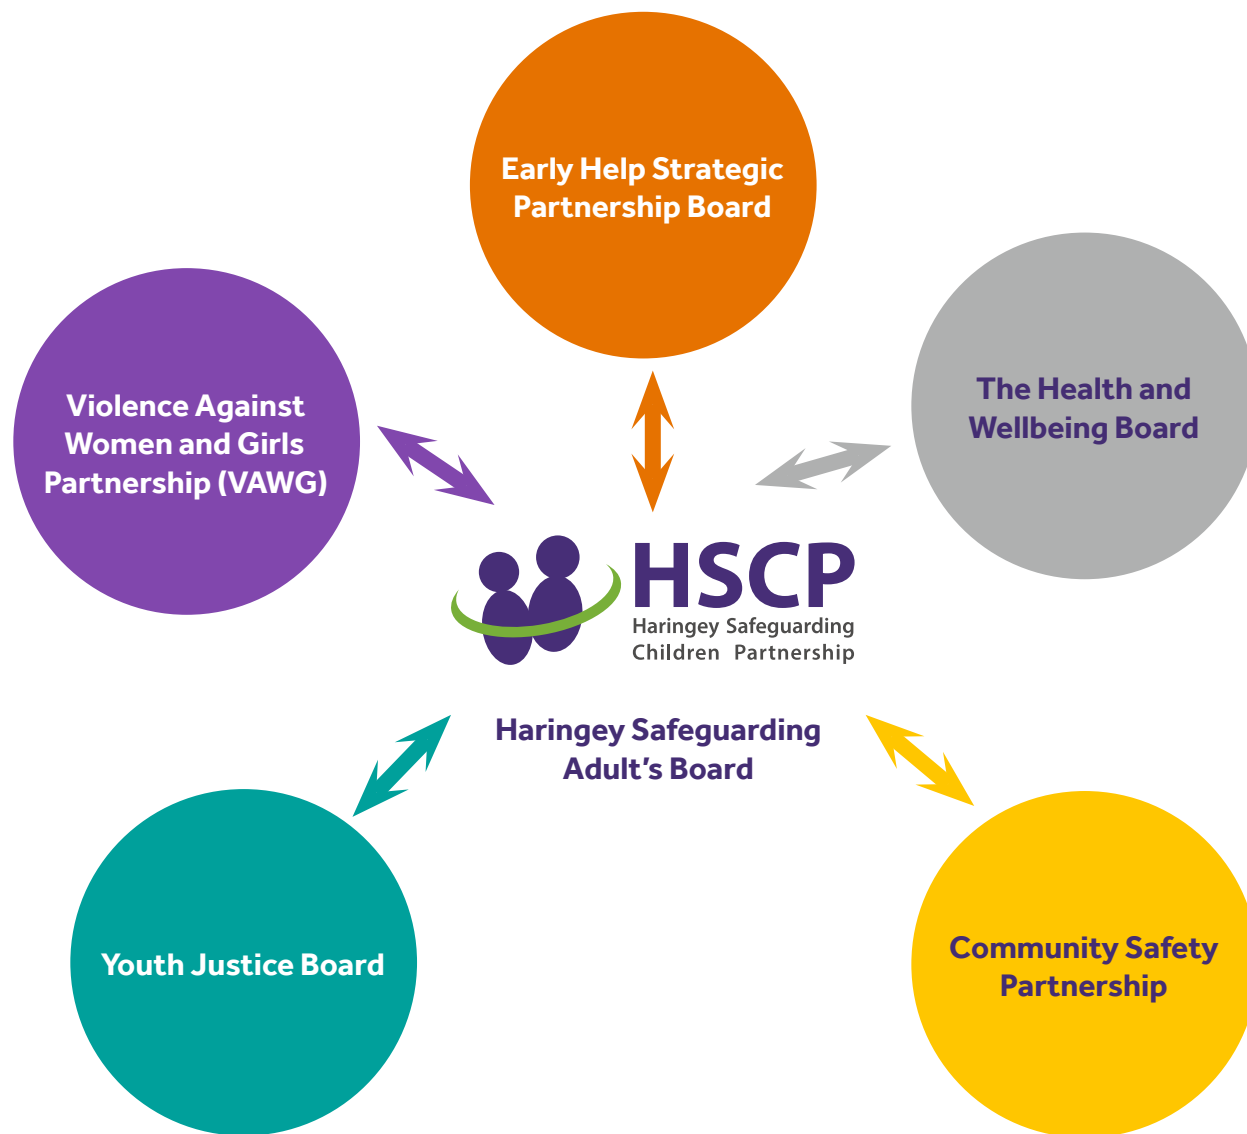 Early Help Strategic
Partnership Board
The Health and
Wellbeing Board
Violence Against
Women and Girls
Partnership (VAWG)
HSCP
Haringey Safeguarding
Children Partnership
Haringey Safeguarding
Adult's Board
Youth Justice Board
Community Safety
Partnership